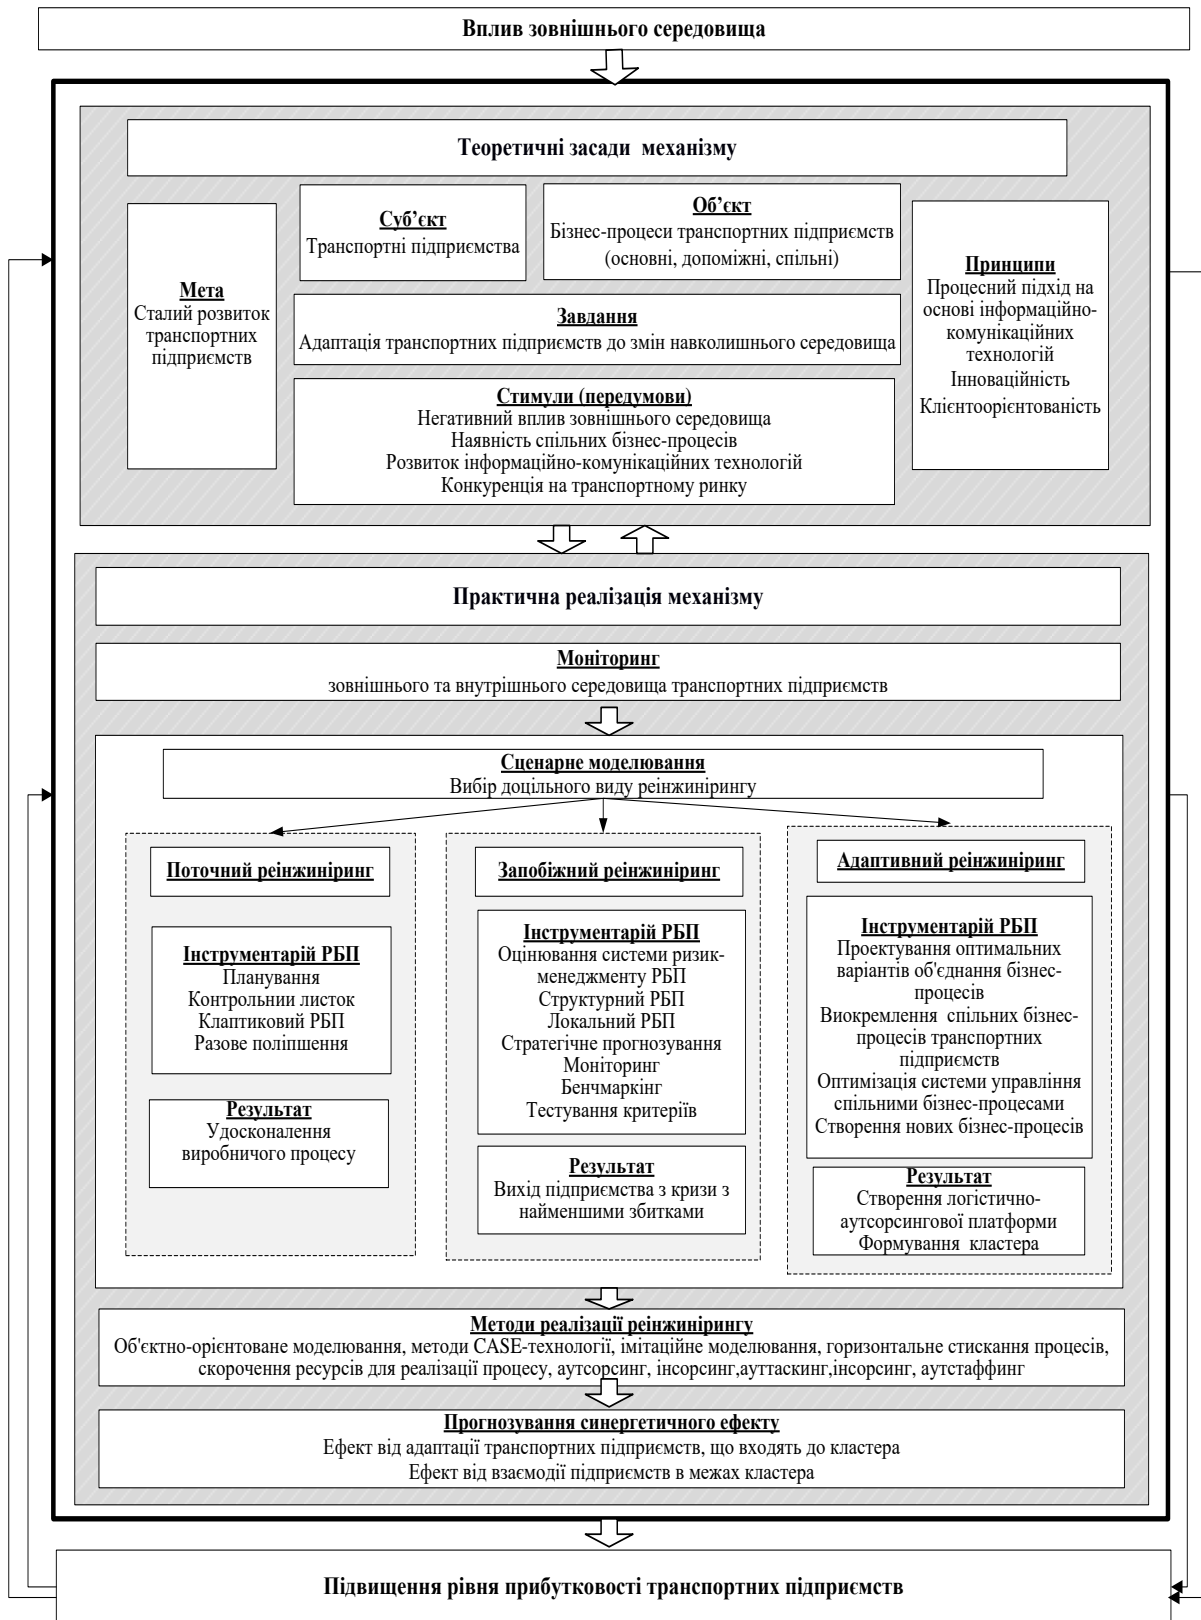 Вплив зовнішнього середовища
Теоретичні засади механізму
Мета
Сталий розвиток
транспортних
підприємств
Суб’єкт
Транспортні підприємства
Об’єкт
Бізнес-процеси транспортних підприємств
(основні, допоміжні, спільні)
Завдання
Адаптація транспортних підприємств до змін навколишнього середовища
Стимули (передумови)
Негативний вплив зовнішнього середовища
Наявність спільних бізнес-процесів
Розвиток інформаційно-комунікаційних технологій
Конкуренція на транспортному ринку
Принципи
Процесний підхід на
основі інформаційно-
комунікаційних
технологій
Інноваційність
Клієнтоорієнтованість
Практична реалізація механізму
Моніторинг
зовнішнього та внутрішнього середовища транспортних підприємств
Сценарне моделювання
Вибір доцільного виду реінжинірингу
Поточний реінжиніринг
Інструментарій РБП
Планування
Контрольнии листок
Клаптиковий РБП
Разове поліпшення
Результат
Удосконалення
виробничого процесу
Запобіжний реінжиніринг
Інструментарій РБП
Оцінювання системи ризик-
менеджменту РБП
Структурний РБП
Локальний РБП
Стратегічне прогнозування
Моніторинг
Бенчмаркінг
Тестування критеріїв
Результат
Вихід підприємства з кризи з
найменшими збитками
Адаптивний реінжиніринг
Інструментарій РБП
Проектування оптимальних
варіантів об'єднання бізнес-
процесів
Виокремлення спільних бізнес-
процесів транспортних
підприємств
Оптимізація системи управління
спільними бізнес-процесами
Створення нових бізнес-процесів
Результат
Створення логістично-
аутсорсингової платформи
Формування кластера
Методи реалізації реінжинірингу
Об'єктно-орієнтоване моделювання, методи CASE-технології, імітаційне моделювання, горизонтальне стискання процесів,
скорочення ресурсів для реалізації процесу, аутсорсинг, інсорсинг,ауттаскинг,інсорсинг, аутстаффинг
Прогнозування синергетичного ефекту
Ефект від адаптації транспортних підприємств, що входять до кластера
Ефект від взаємодії підприємств в межах кластера
Підвищення рівня прибутковості транспортних підприємств